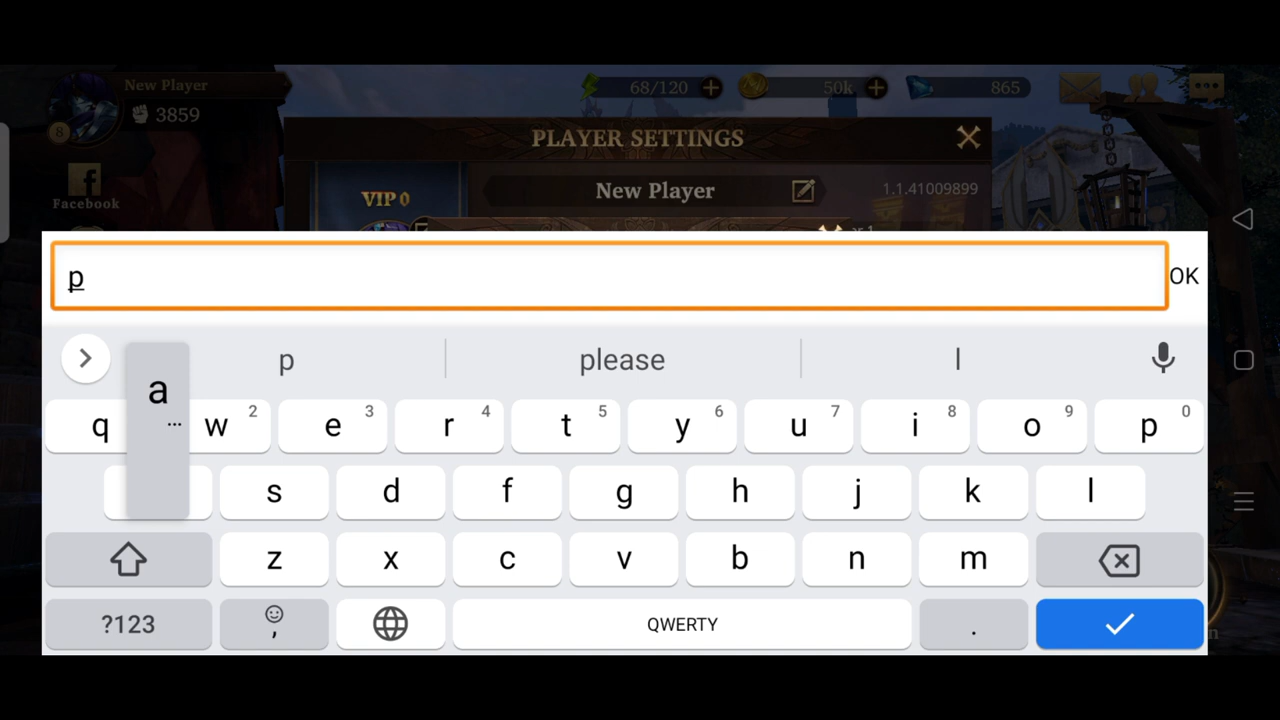 New Player
68/120
50k
865
8
3859
PLAYER SETTINGS
Facebook
VIP 0
New Player
1.1.41009899
p
OK
p
please
l
a
...
q w 2 e 3 r 4 t 5 y 6 u 7 i 8 o 9 p 0
s d f g h j k l
z x c v b n m
?123 , QWERTY .